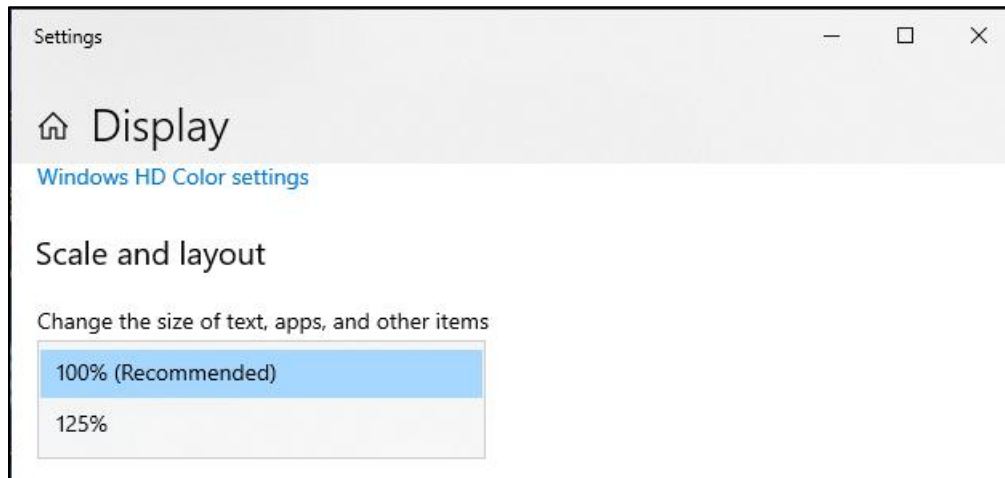 Settings
Display
Windows HD Color settings
Scale and layout
Change the size of text, apps, and other items
100% (Recommended)
125%